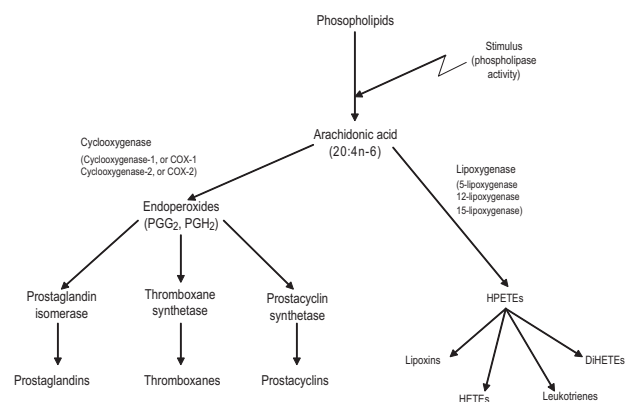 Phosopholipids
Stimulus
(phospholipase
activity)
Arachidonic acid
(20:4n-6)
Cyclooxygenase
(Cyclooxygenase-1, or COX-1
Cyclooxygenase-2, or COX-2)
Lipoxygenase
(5-lipoxygenase
12-lipoxygenase
15-lipoxygenase)
Endoperoxides
(PGG2, PGH2)
Prostaglandin
isomerase
Thromboxane
synthetase
Prostacyclin
synthetase
HPETEs
Prostaglandins
Thromboxanes
Prostacyclins
Lipoxins
HETEs
Leukotrienes
DiHETEs